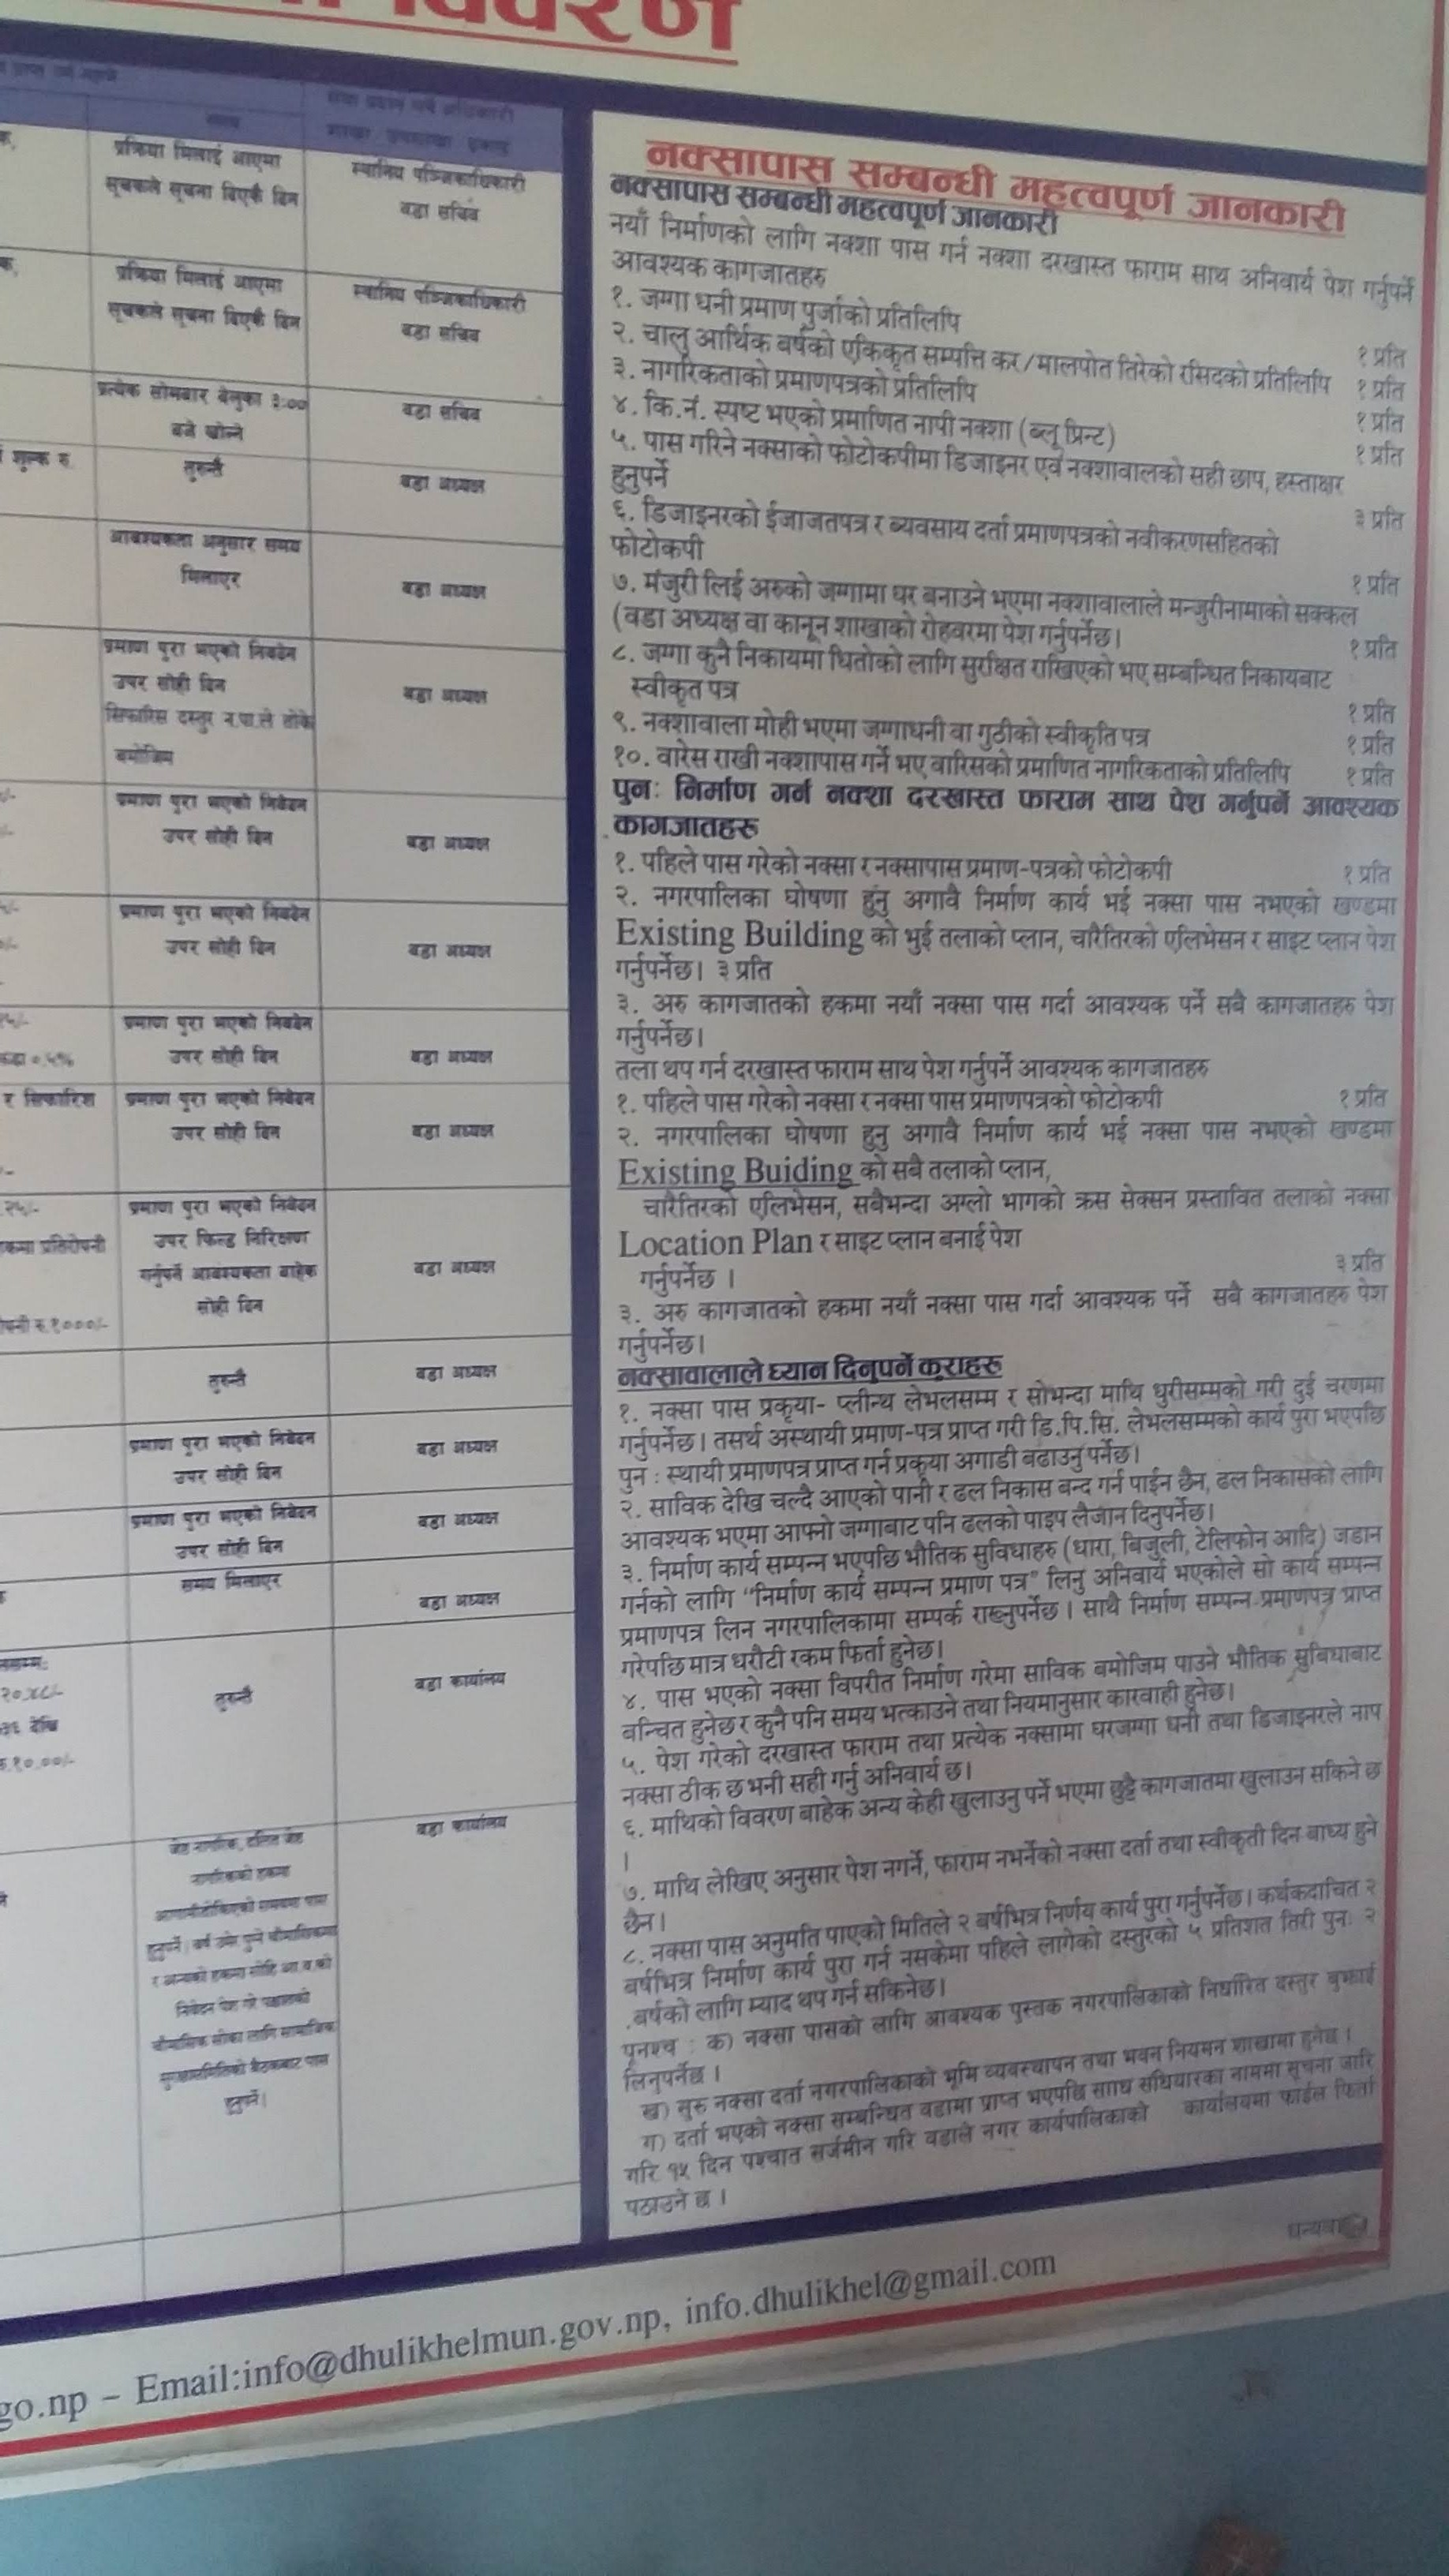 विवरण
प्रक्रिया मिलाई आएमा
सूचकले सूचना दिएकै दिन
स्थानिय पञ्जिकाधिकारी
वडा सचिव
प्रक्रिया मिलाई आएमा
सूचकले सूचना दिएकै दिन
स्थानिय पञ्जिकाधिकारी
वडा सचिव
प्रत्येक सोमबार बेलुका ३:००
बजे खोल्ने
वडा सचिव
शुल्क रु.
तुरुन्तै
वडा अध्यक्ष
आवश्यकता अनुसार समय
मिलाएर
वडा अध्यक्ष
प्रमाण पुरा भएको निवदेन
उपर सोही दिन
सिफारिस दस्तुर न.पा.ले तोके
बमोजिम
वडा अध्यक्ष
प्रमाण पुरा भएको निवेदन
उपर सोही दिन
वडा अध्यक्ष
प्रमाण पुरा भएको निवदेन
उपर सोही दिन
वडा अध्यक्ष
प्रमाण पुरा भएको निवदेन
उपर सोही दिन
वडा अध्यक्ष
र सिफारिश
प्रमाण पुरा भएको निवेदन
उपर सोही दिन
वडा अध्यक्ष
प्रमाण पुरा भएको निवेदन
उपर फिल्ड निरिक्षण
गर्नुपर्ने आवश्यकता बाहेक
सोही दिन
वडा अध्यक्ष
तुरुन्तै
वडा अध्यक्ष
प्रमाण पुरा भएको निवेदन
उपर सोही दिन
वडा अध्यक्ष
प्रमाण पुरा भएको निवेदन
उपर सोही दिन
वडा अध्यक्ष
समय मिलाएर
वडा अध्यक्ष
तुरुन्तै
वडा कार्यालय
वडा कार्यालय
नक्सापास सम्बन्धी महत्वपूर्ण जानकारी
नक्सापास सम्बन्धी महत्वपूर्ण जानकारी
नयाँ निर्माणको लागि नक्शा पास गर्न नक्शा दरखास्त फाराम साथ अनिवार्य पेश गर्नुपर्ने
आवश्यक कागजातहरु
१. जग्गा धनी प्रमाण पुर्जाको प्रतिलिपि १ प्रति
२. चालु आर्थिक बर्षको एकिकृत सम्पत्ति कर/मालपोत तिरेको रसिदको प्रतिलिपि १ प्रति
३. नागरिकताको प्रमाणपत्रको प्रतिलिपि १ प्रति
४. कि.नं. स्पष्ट भएको प्रमाणित नापी नक्शा (ब्लू प्रिन्ट) १ प्रति
५. पास गरिने नक्साको फोटोकपीमा डिजाइनर एवं नक्शावालको सही छाप, हस्ताक्षर
हुनुपर्ने ३ प्रति
६. डिजाइनरको ईजाजतपत्र र ब्यवसाय दर्ता प्रमाणपत्रको नवीकरणसहितको
फोटोकपी १ प्रति
७. मंजुरी लिई अरुको जग्गामा घर बनाउने भएमा नक्शावालाले मन्जुरीनामाको सक्कल
(वडा अध्यक्ष वा कानून शाखाको रोहवरमा पेश गर्नुपर्नेछ। १ प्रति
८. जग्गा कुनै निकायमा धितोको लागि सुरक्षित राखिएको भए सम्बन्धित निकायबाट
स्वीकृत पत्र १ प्रति
९. नक्शावाला मोही भएमा जग्गाधनी वा गुठीको स्वीकृति पत्र १ प्रति
१०. वारेस राखी नक्शापास गर्ने भए वारिसको प्रमाणित नागरिकताको प्रतिलिपि १ प्रति
पुनः निर्माण गर्न नक्शा दरखास्त फाराम साथ पेश गर्नुपर्ने आवश्यक
कागजातहरु
१. पहिले पास गरेको नक्सा र नक्सापास प्रमाण-पत्रको फोटोकपी १ प्रति
२. नगरपालिका घोषणा हुनु अगावै निर्माण कार्य भई नक्सा पास नभएको खण्डमा
Existing Building को भुई तलाको प्लान, चारैतिरको एलिभेसन र साइट प्लान पेश
गर्नुपर्नेछ। ३ प्रति
३. अरु कागजातको हकमा नयाँ नक्सा पास गर्दा आवश्यक पर्ने सबै कागजातहरु पेश
गर्नुपर्नेछ।
तला थप गर्न दरखास्त फाराम साथ पेश गर्नुपर्ने आवश्यक कागजातहरु
१. पहिले पास गरेको नक्सा र नक्सा पास प्रमाणपत्रको फोटोकपी १ प्रति
२. नगरपालिका घोषणा हुनु अगावै निर्माण कार्य भई नक्सा पास नभएको खण्डमा
Existing Buiding को सबै तलाको प्लान,
चारैतिरको एलिभेसन, सबैभन्दा अग्लो भागको क्रस सेक्सन प्रस्तावित तलाको नक्सा
Location Plan र साइट प्लान बनाई पेश
गर्नुपर्नेछ । ३ प्रति
३. अरु कागजातको हकमा नयाँ नक्सा पास गर्दा आवश्यक पर्ने सबै कागजातहरु पेश
गर्नुपर्नेछ।
नक्सावालाले ध्यान दिनुपर्ने कुराहरु
१. नक्सा पास प्रकृया- प्लीन्थ लेभलसम्म र सोभन्दा माथि धुरीसम्मको गरी दुई चरणमा
गर्नुपर्नेछ। तसर्थ अस्थायी प्रमाण-पत्र प्राप्त गरी डि.पि.सि. लेभलसम्मको कार्य पुरा भएपछि
पुन : स्थायी प्रमाणपत्र प्राप्त गर्न प्रकृया अगाडी बढाउनु पर्नेछ।
२. साविक देखि चल्दै आएको पानी र ढल निकास बन्द गर्न पाईन छैन, ढल निकासको लागि
आवश्यक भएमा आफ्नो जग्गाबाट पनि ढलको पाइप लैजान दिनुपर्नेछ।
३. निर्माण कार्य सम्पन्न भएपछि भौतिक सुविधाहरु (धारा, बिजुली, टेलिफोन आदि) जडान
गर्नको लागि "निर्माण कार्य सम्पन्न प्रमाण पत्र" लिनु अनिवार्य भएकोले सो कार्य सम्पन्न
प्रमाणपत्र लिन नगरपालिकामा सम्पर्क राख्नुपर्नेछ । साथै निर्माण सम्पन्न प्रमाणपत्र प्राप्त
गरेपछि मात्र धरौटी रकम फिर्ता हुनेछ।
४. पास भएको नक्सा विपरीत निर्माण गरेमा साविक बमोजिम पाउने भौतिक सुबिधाबाट
बन्चित हुनेछ र कुनै पनि समय भत्काउने तथा नियमानुसार कारवाही हुनेछ।
५. पेश गरेको दरखास्त फाराम तथा प्रत्येक नक्सामा घरजग्गा धनी तथा डिजाइनरले नाप
नक्सा ठीक छ भनी सही गर्नु अनिवार्य छ।
६. माथिको विवरण बाहेक अन्य केही खुलाउनु पर्ने भएमा छुट्टै कागजातमा खुलाउन सकिने छ
।
७. माथि लेखिए अनुसार पेश नगर्ने, फाराम नभर्नेको नक्सा दर्ता तथा स्वीकृती दिन बाध्य हुने
छैन।
८. नक्सा पास अनुमति पाएको मितिले २ बर्षभित्र निर्णय कार्य पुरा गर्नुपर्नेछ। कथंकदाचित २
बर्षभित्र निर्माण कार्य पुरा गर्न नसकेमा पहिले लागेको दस्तुरको ५ प्रतिशत तिरी पुनः २
बर्षको लागि म्याद थप गर्न सकिनेछ।
पुनश्च : क) नक्सा पासको लागि आवश्यक पुस्तक नगरपालिकाको निर्धारित दस्तुर बुझाई
लिनुपर्नेछ ।
ख) सुरु नक्सा दर्ता नगरपालिकाको भूमि व्यवस्थापन तथा भवन नियमन शाखामा हुनेछ ।
ग) दर्ता भएको नक्सा सम्बन्धित वडामा प्राप्त भएपछि संधियारका नाममा सूचना जारि
गरि १५ दिन पश्चात सर्जमीन गरि वडाले नगर कार्यपालिकाको कार्यालयमा फाईल फिर्ता
पठाउने छ ।
धन्यवाद
go.np – Email:info@dhulikhelmun.gov.np, info.dhulikhel@gmail.com